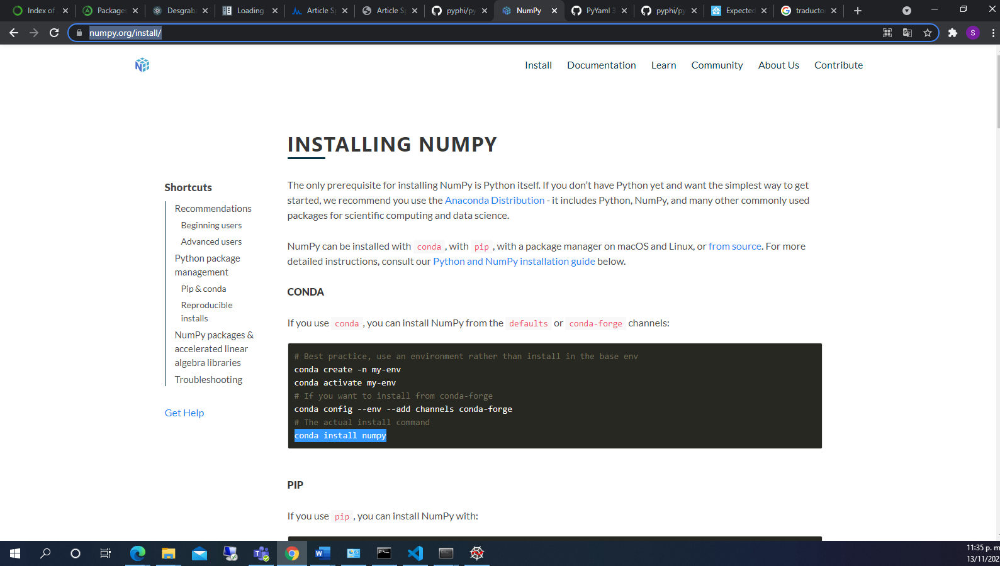 Index of
Packages
Desgraba
Loading
Article Sp
Article Sp
pyphi/py
NumPy
PyYaml 3
pyphi/py
Expected
traducto
numpy.org/install/
S
Install
Documentation
Learn
Community
About Us
Contribute
INSTALLING NUMPY
Shortcuts
Recommendations
Beginning users
Advanced users
Python package
management
Pip & conda
Reproducible
installs
NumPy packages &
accelerated linear
algebra libraries
Troubleshooting
Get Help
The only prerequisite for installing NumPy is Python itself. If you don’t have Python yet and want the simplest way to get
started, we recommend you use the Anaconda Distribution - it includes Python, NumPy, and many other commonly used
packages for scientific computing and data science.
NumPy can be installed with conda , with pip , with a package manager on macOS and Linux, or from source. For more
detailed instructions, consult our Python and NumPy installation guide below.
CONDA
If you use conda , you can install NumPy from the defaults or conda-forge channels:
# Best practice, use an environment rather than install in the base env
conda create -n my-env
conda activate my-env
# If you want to install from conda-forge
conda config --env --add channels conda-forge
# The actual install command
conda install numpy
PIP
If you use pip , you can install NumPy with:
11:35 p. m
13/11/202